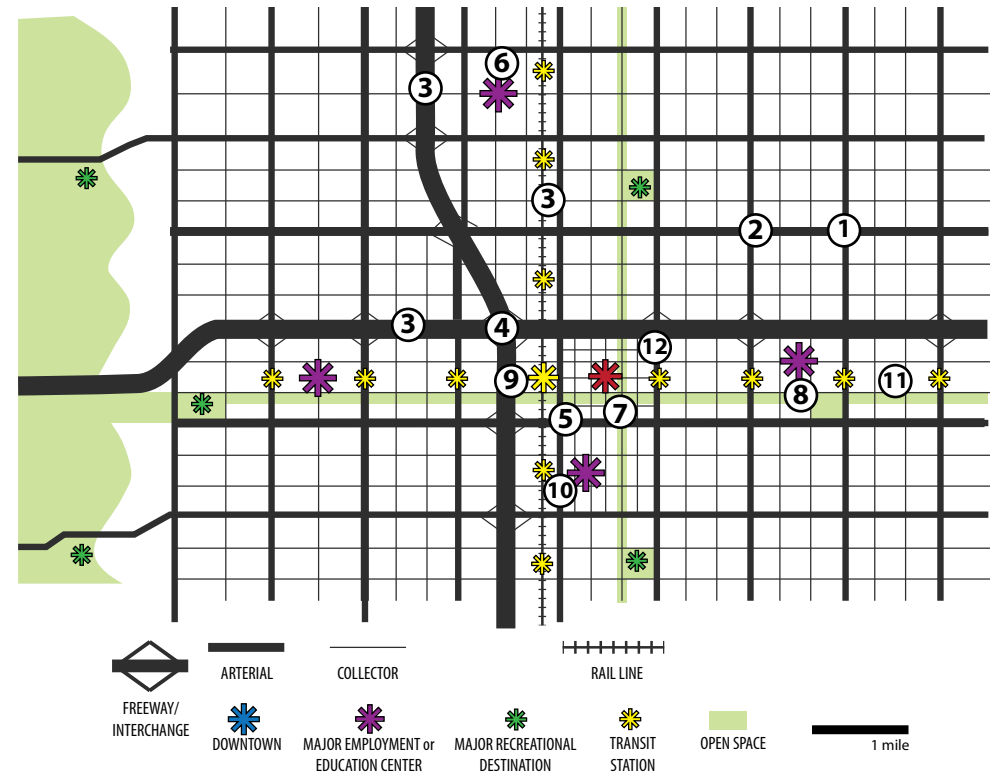 6
3
3
2
1
3
4
12
9
11
8
7
5
10
FREEWAY/
INTERCHANGE
ARTERIAL
COLLECTOR
RAIL LINE
DOWNTOWN
MAJOR EMPLOYMENT or
EDUCATION CENTER
MAJOR RECREATIONAL
DESTINATION
TRANSIT
STATION
OPEN SPACE
1 mile